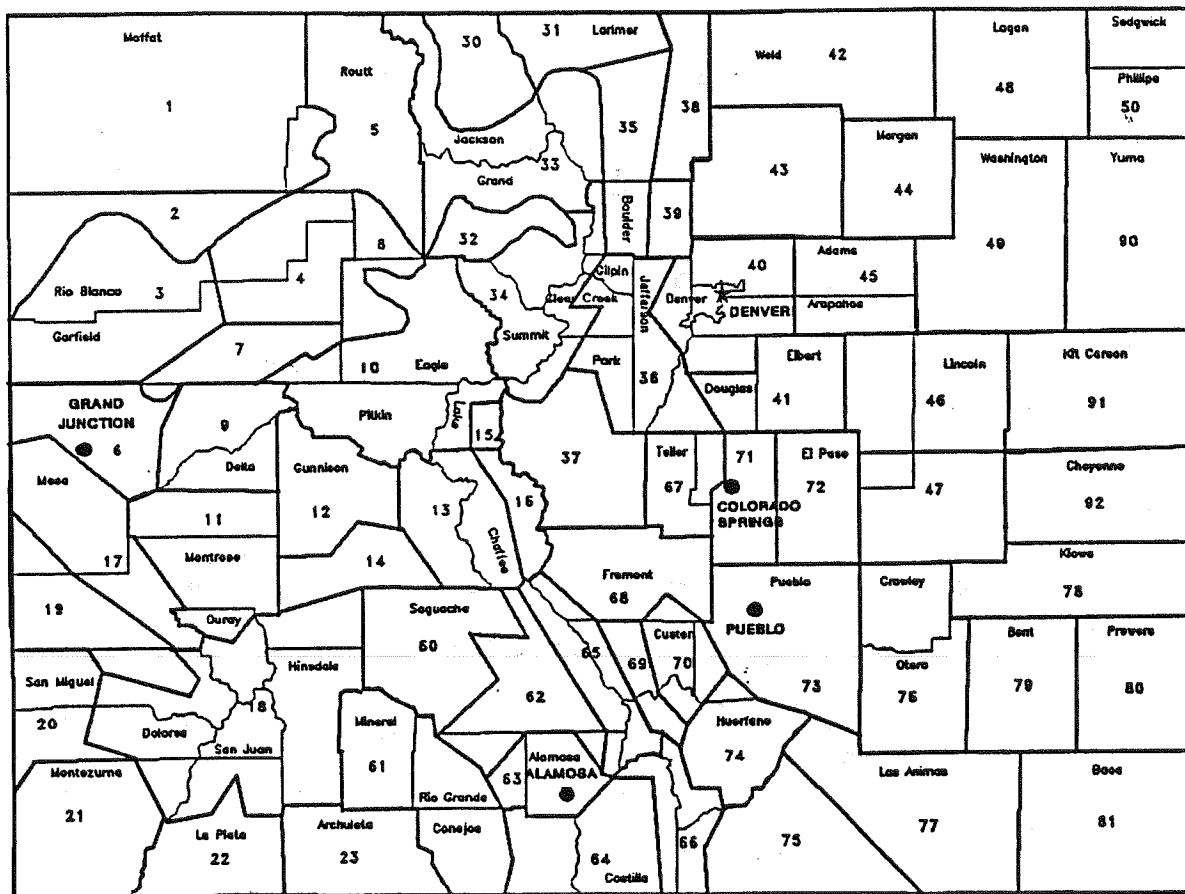 Moffat
30
31
Larimer
Logan
Sedgwick
Routt
Weld
42
48
Phillips
50
1
5
38
35
Jackson
Morgan
33
43
44
Washington
Yuma
Grand
2
Boulder
39
49
90
32
8
Adams
Gilpin
40
4
45
Rio Blanco
3
34
Clear Creek
Jefferson
Denver
DENVER
Arapahoe
Garfield
Summit
7
Park
Elbert
Lincoln
Kit Carson
10
Eagle
36
Douglas
41
46
91
GRAND
JUNCTION
Pitkin
Lake
6
9
15
Teller
71
El Paso
Mesa
Delta
Gunnison
37
67
72
47
Cheyenne
92
12
13
16
COLORADO
SPRINGS
11
Chaffee
17
Montrose
14
Fremont
Pueblo
Crowley
Kiowa
19
68
78
Ouray
Saguache
PUEBLO
60
Custer
Bent
Prowers
Hinsdale
65
69
70
Otero
San Miguel
62
73
76
79
80
20
18
Dolores
Mineral
Huerfano
San Juan
61
Alamosa
74
Montezuma
63
ALAMOSA
Las Animas
Baca
Rio Grande
21
La Plata
Archuleta
Conejos
77
81
22
23
64
66
75
Costilla